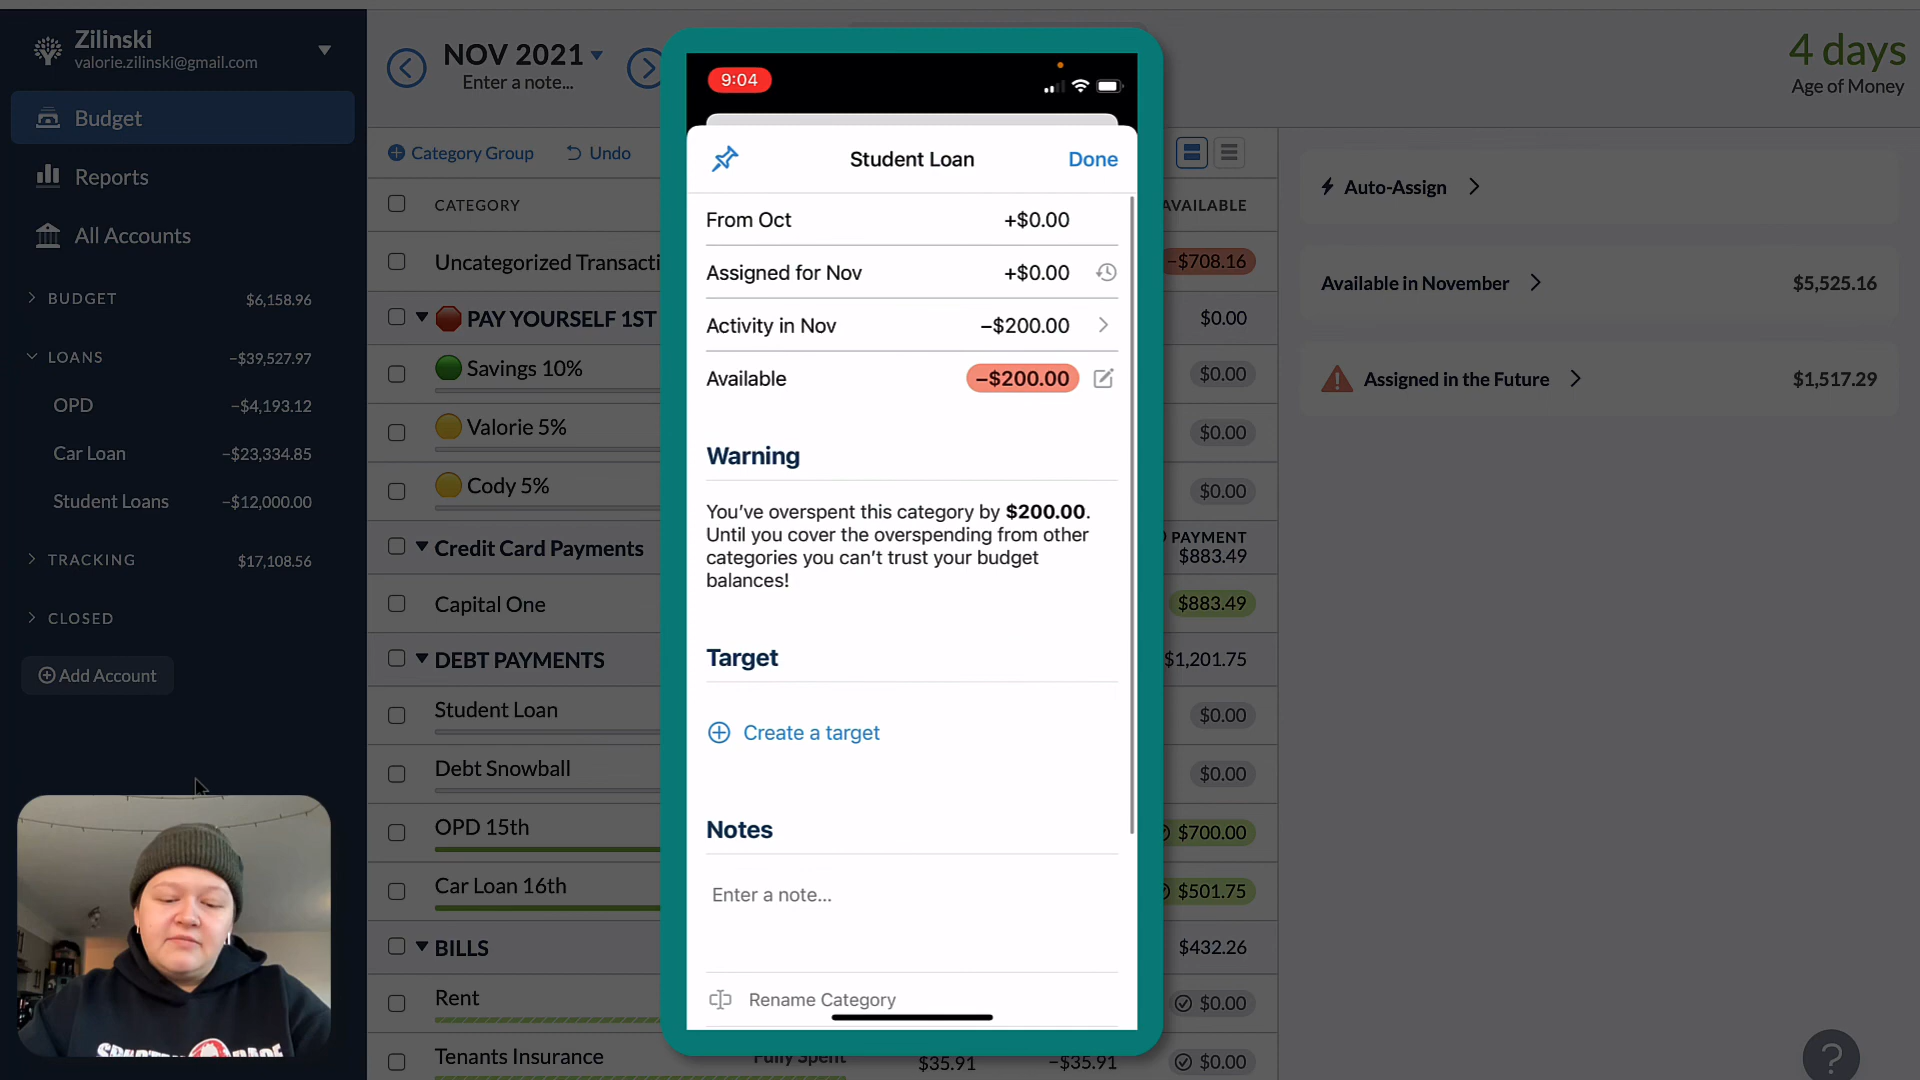 Zilinski
valorie.zilinski@gmail.com
Budget
Reports
All Accounts
BUDGET $6,158.96
LOANS −$39,527.97
OPD −$4,193.12
Car Loan −$23,334.85
Student Loans −$12,000.00
TRACKING $17,108.56
CLOSED
Add Account
NOV 2021
Enter a note...
4 days
Age of Money
Category Group Undo
CATEGORY AVAILABLE
Uncategorized Transacti −$708.16
PAY YOURSELF 1ST $0.00
Savings 10% $0.00
Valorie 5% $0.00
Cody 5% $0.00
Credit Card Payments PAYMENT
$883.49
Capital One $883.49
DEBT PAYMENTS $1,201.75
Student Loan $0.00
Debt Snowball $0.00
OPD 15th $700.00
Car Loan 16th $501.75
BILLS $432.26
Rent $0.00
Tenants Insurance Fully Spent $35.91 −$35.91 $0.00
9:04
Student Loan Done
From Oct +$0.00
Assigned for Nov +$0.00
Activity in Nov −$200.00
Available −$200.00
Warning
You've overspent this category by $200.00.
Until you cover the overspending from other
categories you can't trust your budget
balances!
Target
Create a target
Notes
Enter a note...
Rename Category
Auto-Assign
Available in November $5,525.16
Assigned in the Future $1,517.29
?